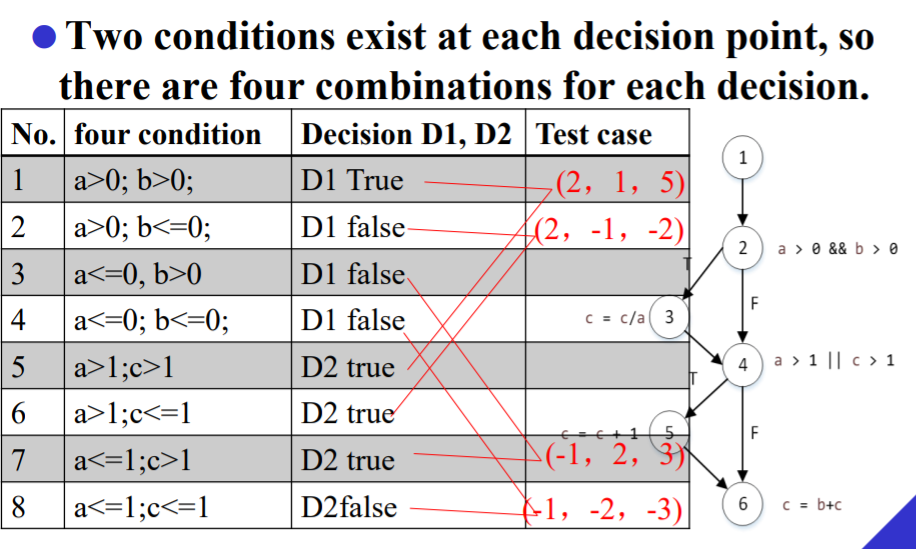 Two conditions exist at each decision point, so
there are four combinations for each decision.
No. four condition Decision D1, D2 Test case
1 a>0; b>0; D1 True (2, 1, 5)
2 a>0; b<=0; D1 false (2, -1, -2)
3 a<=0, b>0 D1 false
4 a<=0; b<=0; D1 false
5 a>1;c>1 D2 true
6 a>1;c<=1 D2 true
7 a<=1;c>1 D2 true (-1, 2, 3)
8 a<=1;c<=1 D2false (-1, -2, -3)
1
2 a > 0 && b > 0
T
F
c = c/a 3
4 a > 1 || c > 1
T
F
c = c + 1 5
6 c = b+c